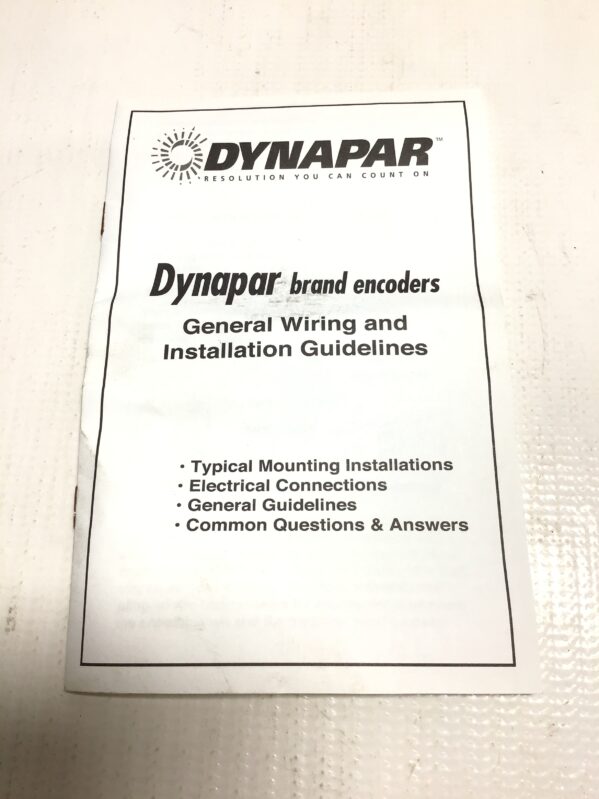 DYNAPAR™
RESOLUTION YOU CAN COUNT ON
Dynapar brand encoders
General Wiring and
Installation Guidelines
• Typical Mounting Installations
• Electrical Connections
• General Guidelines
• Common Questions & Answers